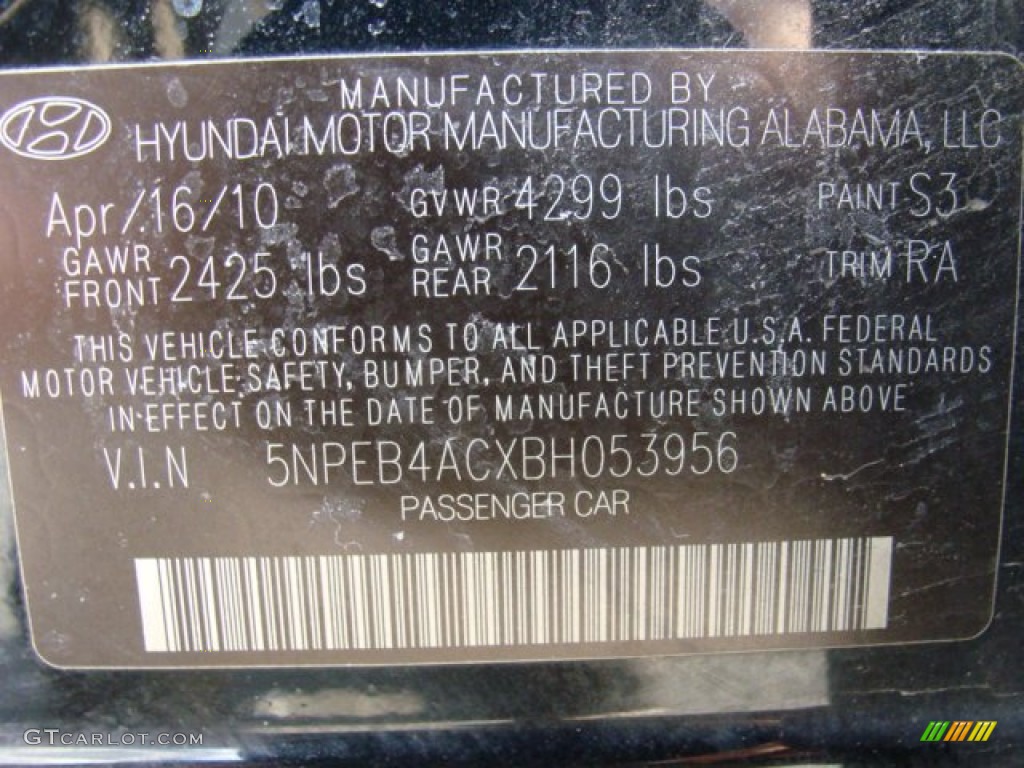 MANUFACTURED BY
HYUNDAI MOTOR MANUFACTURING ALABAMA, LLC
Apr/16/10 GVWR 4299 lbs PAINT S3
GAWR FRONT 2425 lbs GAWR REAR 2116 lbs TRIM RA
THIS VEHICLE CONFORMS TO ALL APPLICABLE U.S.A. FEDERAL
MOTOR VEHICLE SAFETY, BUMPER, AND THEFT PREVENTION STANDARDS
IN EFFECT ON THE DATE OF MANUFACTURE SHOWN ABOVE
V.I.N 5NPEB4ACXBH053956
PASSENGER CAR
GTcarlot.com